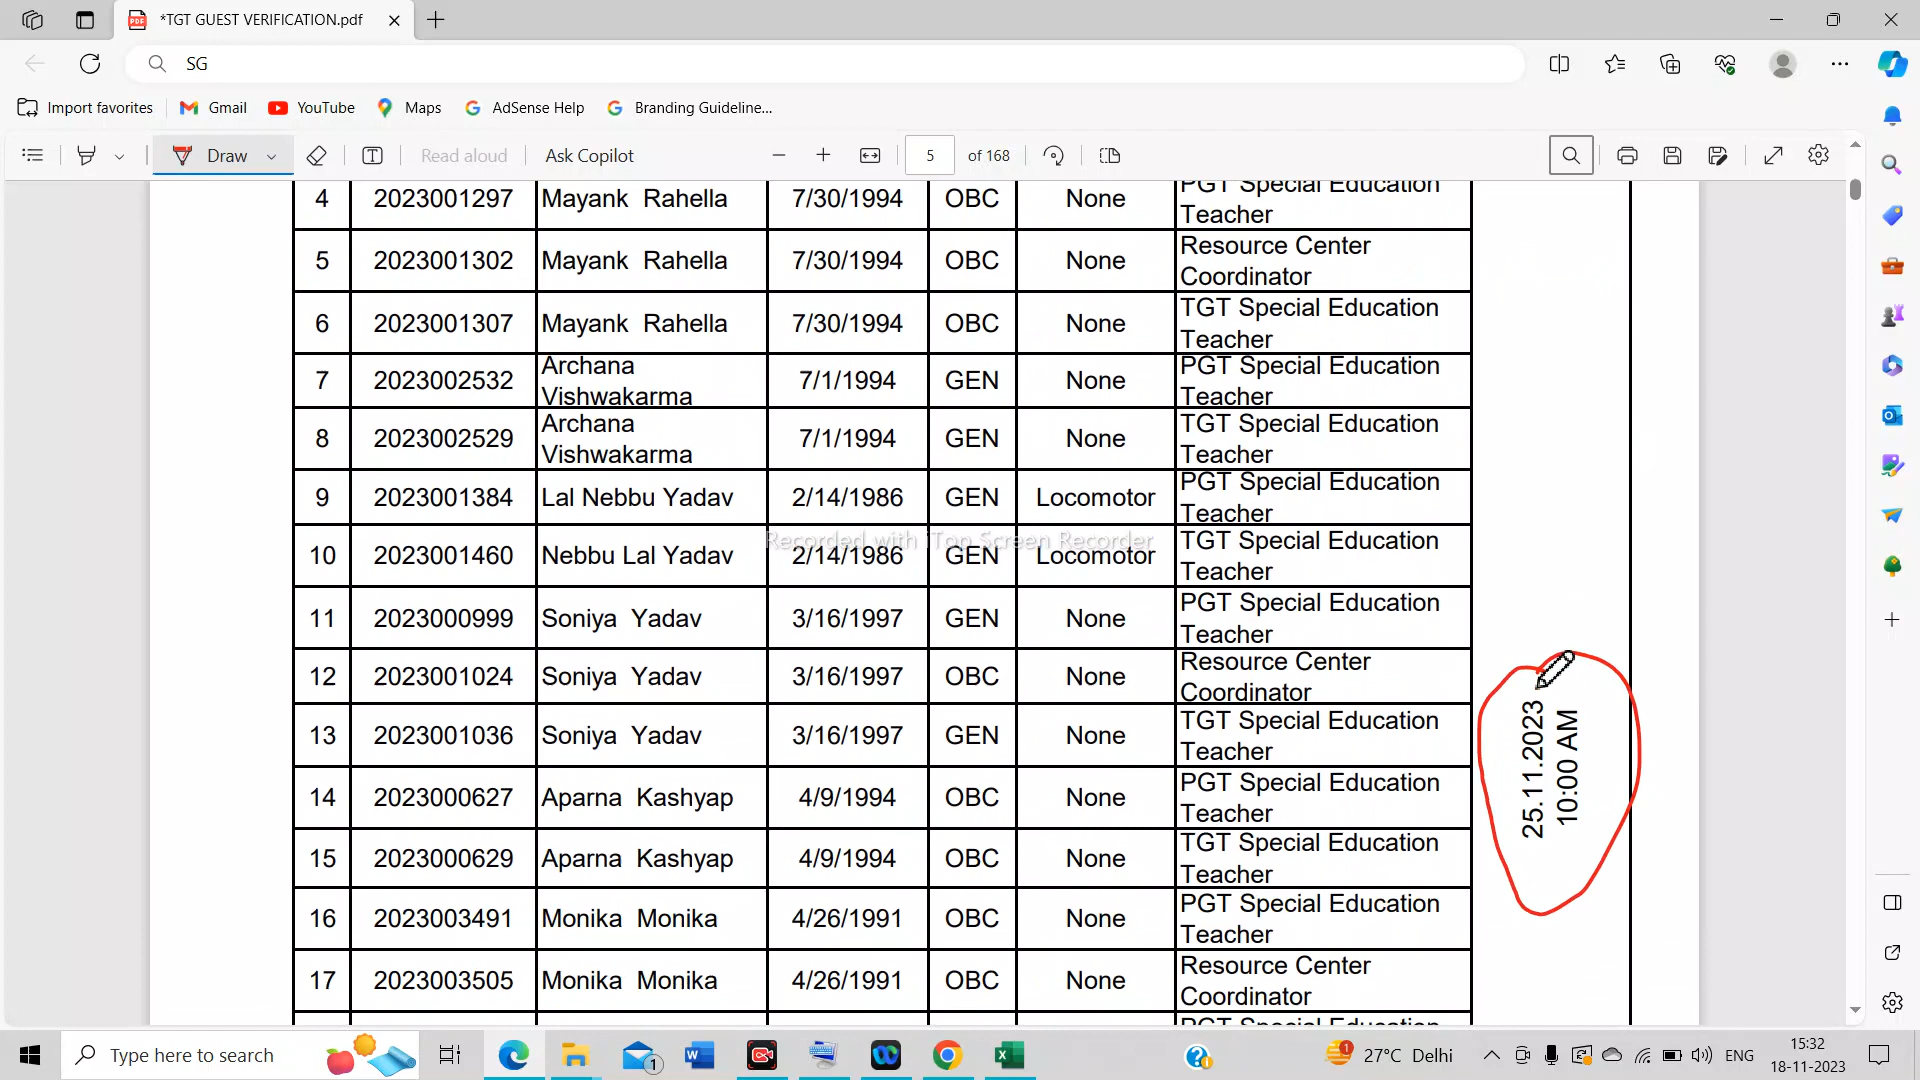 *TGT GUEST VERIFICATION.pdf
SG
Import favorites Gmail YouTube Maps AdSense Help Branding Guideline...
Draw Read aloud Ask Copilot 5 of 168
4 2023001297 Mayank Rahella 7/30/1994 OBC None PGT Special Education
Teacher
5 2023001302 Mayank Rahella 7/30/1994 OBC None Resource Center
Coordinator
6 2023001307 Mayank Rahella 7/30/1994 OBC None TGT Special Education
Teacher
7 2023002532 Archana
Vishwakarma 7/1/1994 GEN None PGT Special Education
Teacher
8 2023002529 Archana
Vishwakarma 7/1/1994 GEN None TGT Special Education
Teacher
9 2023001384 Lal Nebbu Yadav 2/14/1986 GEN Locomotor PGT Special Education
Teacher
Recorded with iTop Screen Recorder
10 2023001460 Nebbu Lal Yadav 2/14/1986 GEN Locomotor TGT Special Education
Teacher
11 2023000999 Soniya Yadav 3/16/1997 GEN None PGT Special Education
Teacher
12 2023001024 Soniya Yadav 3/16/1997 OBC None Resource Center
Coordinator
13 2023001036 Soniya Yadav 3/16/1997 GEN None TGT Special Education
Teacher
14 2023000627 Aparna Kashyap 4/9/1994 OBC None PGT Special Education
Teacher
15 2023000629 Aparna Kashyap 4/9/1994 OBC None TGT Special Education
Teacher
16 2023003491 Monika Monika 4/26/1991 OBC None PGT Special Education
Teacher
17 2023003505 Monika Monika 4/26/1991 OBC None Resource Center
Coordinator
PGT Special Education
25.11.2023
10:00 AM
Type here to search 1 1 27°C Delhi ENG 15:32
18-11-2023